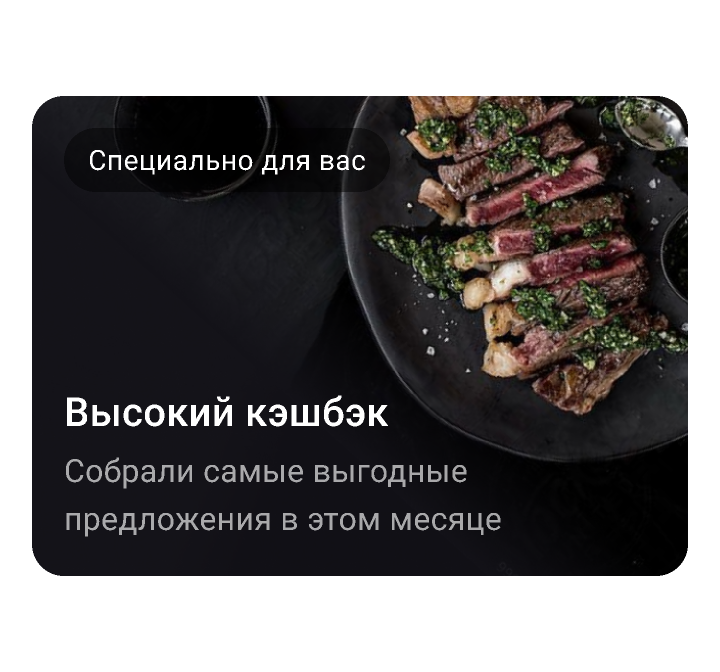 Специально для вас
Высокий кэшбэк
Собрали самые выгодные
предложения в этом месяце